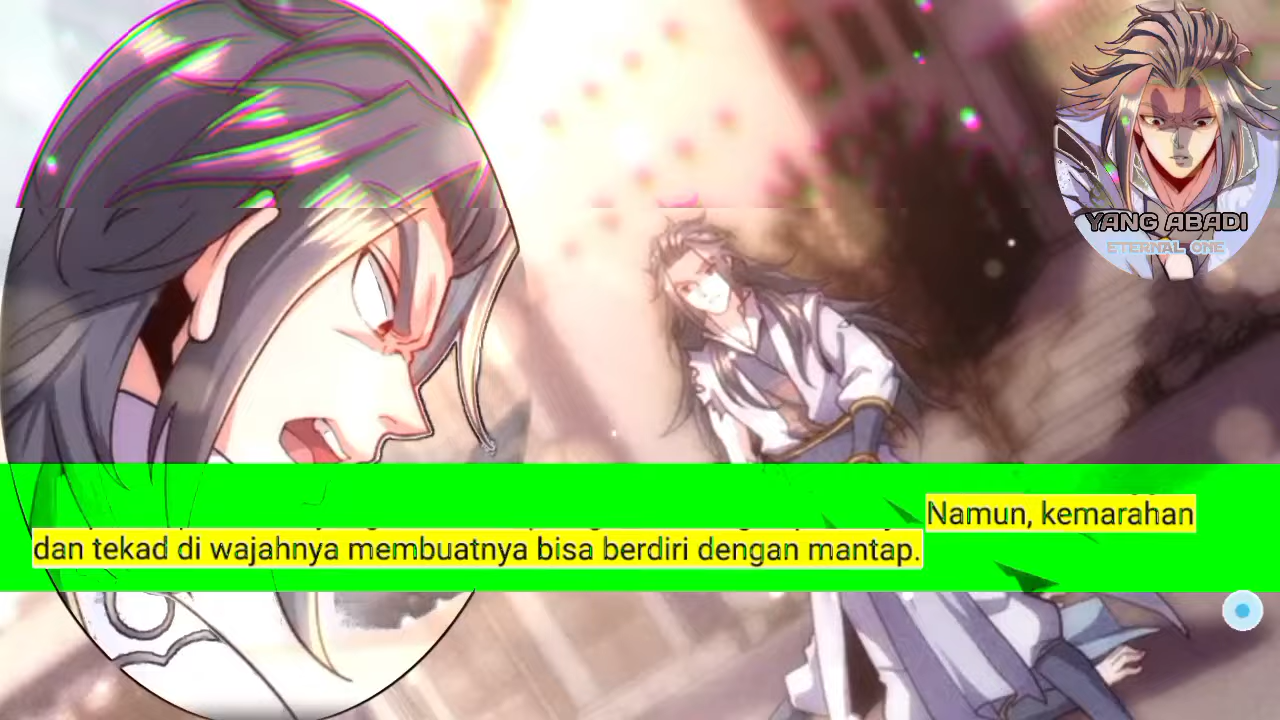 YANG ABADI
ETERNAL ONE
Namun, kemarahan
dan tekad di wajahnya membuatnya bisa berdiri dengan mantap.